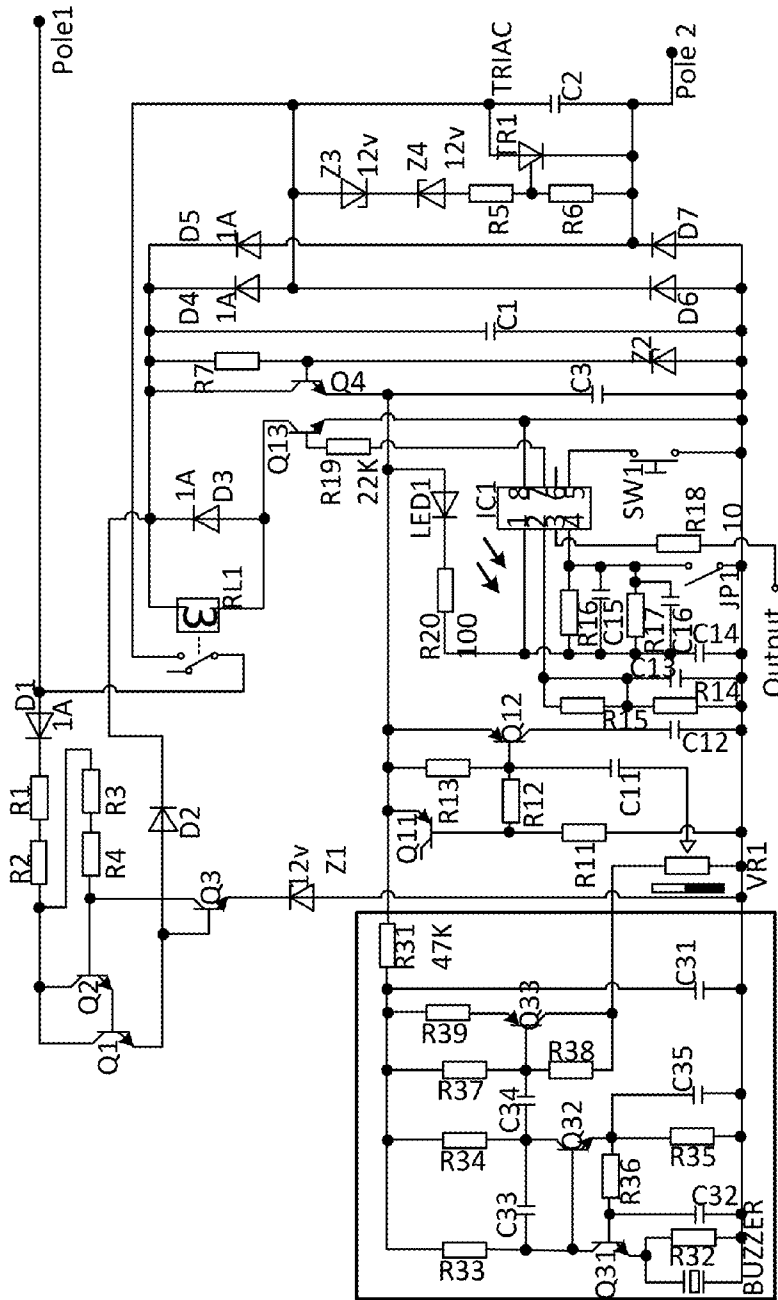 Pole1
TRIAC
C2
Pole 2
TR1
Z3
12v
Z4
12v
R5
R6
D5
1A
D7
D4
1A
D6
C1
R7
Z2
Q4
C3
Q13
R19
22K
1A
D3
LED1
IC1
1
2
3
4
8
7
6
5
SW1
R18
10
RL1
3
R20
100
R16
C15
R17
C16
JP1
C14
C13
R14
Output
D1
1A
R15
Q12
C12
R1
R3
R13
R12
C11
R2
R4
D2
Q11
R11
Q3
12v
Z1
VR1
Q2
Q1
R31
47K
C31
R39
Q33
R37
R38
C34
C35
R34
Q32
R35
R36
C33
C32
R33
Q31
R32
BUZZER